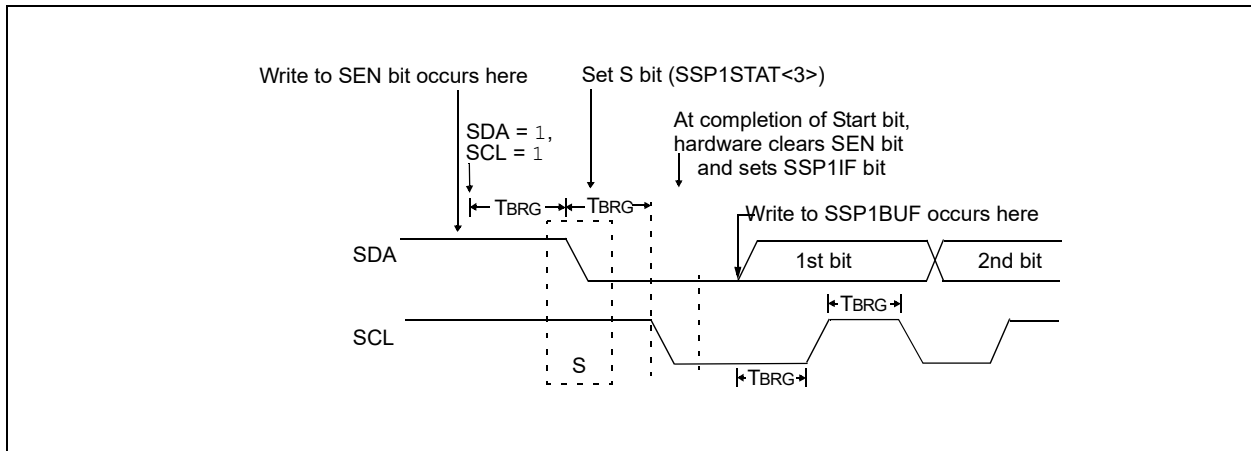 Write to SEN bit occurs here
Set S bit (SSP1STAT<3>)
At completion of Start bit,
hardware clears SEN bit
and sets SSP1IF bit
SDA = 1,
SCL = 1
TBRG
TBRG
Write to SSP1BUF occurs here
SDA
1st bit
2nd bit
TBRG
SCL
S
TBRG